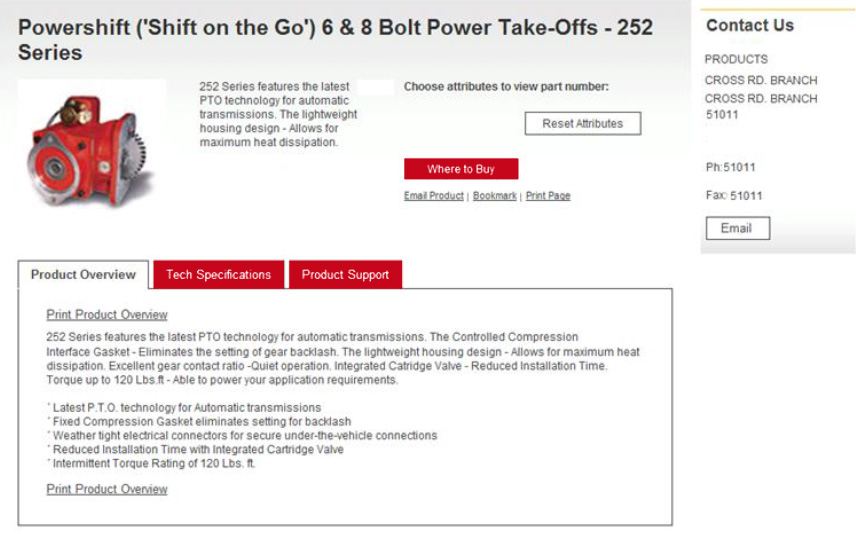 Powershift ('Shift on the Go') 6 & 8 Bolt Power Take-Offs - 252
Series
252 Series features the latest
PTO technology for automatic
transmissions. The lightweight
housing design - Allows for
maximum heat dissipation.
Choose attributes to view part number:
Reset Attributes
Where to Buy
Email Product | Bookmark | Print Page
Contact Us
PRODUCTS
CROSS RD. BRANCH
CROSS RD. BRANCH
51011
Ph:51011
Fax: 51011
Email
Product Overview
Tech Specifications
Product Support
Print Product Overview
252 Series features the latest PTO technology for automatic transmissions. The Controlled Compression
Interface Gasket - Eliminates the setting of gear backlash. The lightweight housing design - Allows for maximum heat
dissipation. Excellent gear contact ratio -Quiet operation. Integrated Catridge Valve - Reduced Installation Time.
Torque up to 120 Lbs.ft - Able to power your application requirements.
* Latest P.T.O. technology for Automatic transmissions
* Fixed Compression Gasket eliminates setting for backlash
* Weather tight electrical connectors for secure under-the-vehicle connections
* Reduced Installation Time with Integrated Cartridge Valve
* Intermittent Torque Rating of 120 Lbs. ft.
Print Product Overview